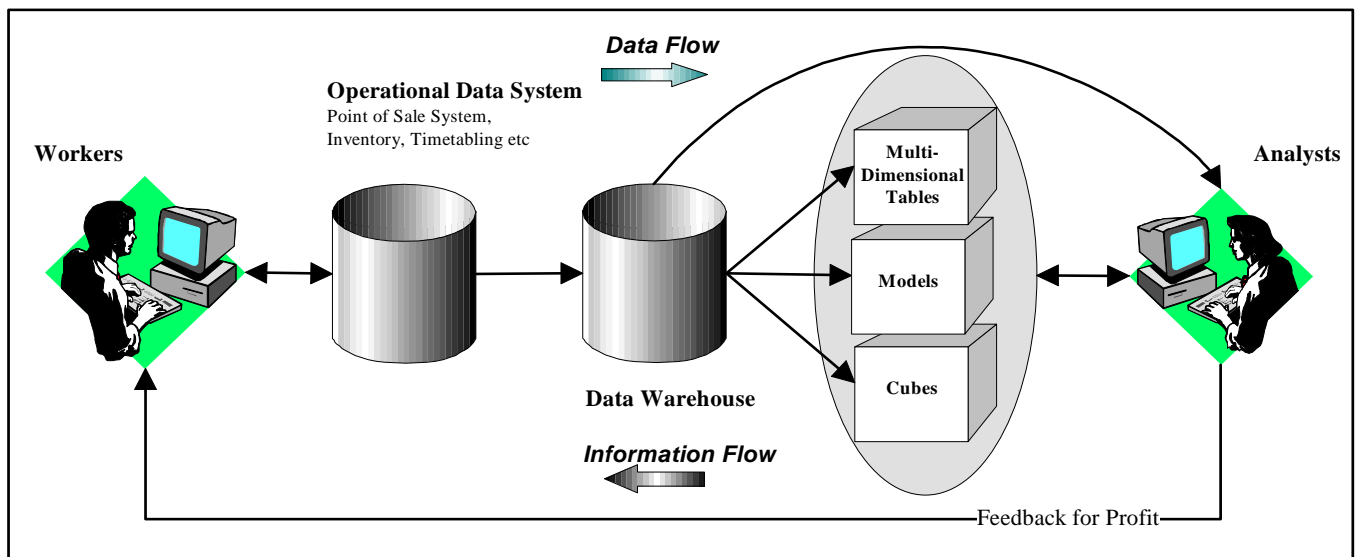 Data Flow
Operational Data System
Point of Sale System,
Inventory, Timetabling etc
Workers
Analysts
Multi-
Dimensional
Tables
Models
Cubes
Data Warehouse
Information Flow
Feedback for Profit